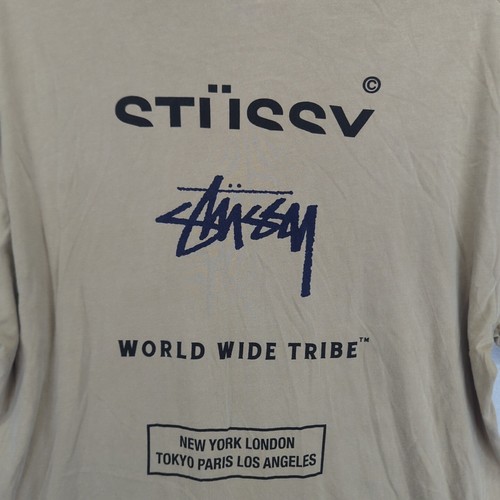 STÜSSY ©
Stüssy
WORLD WIDE TRIBE™
NEW YORK LONDON
TOKYO PARIS LOS ANGELES